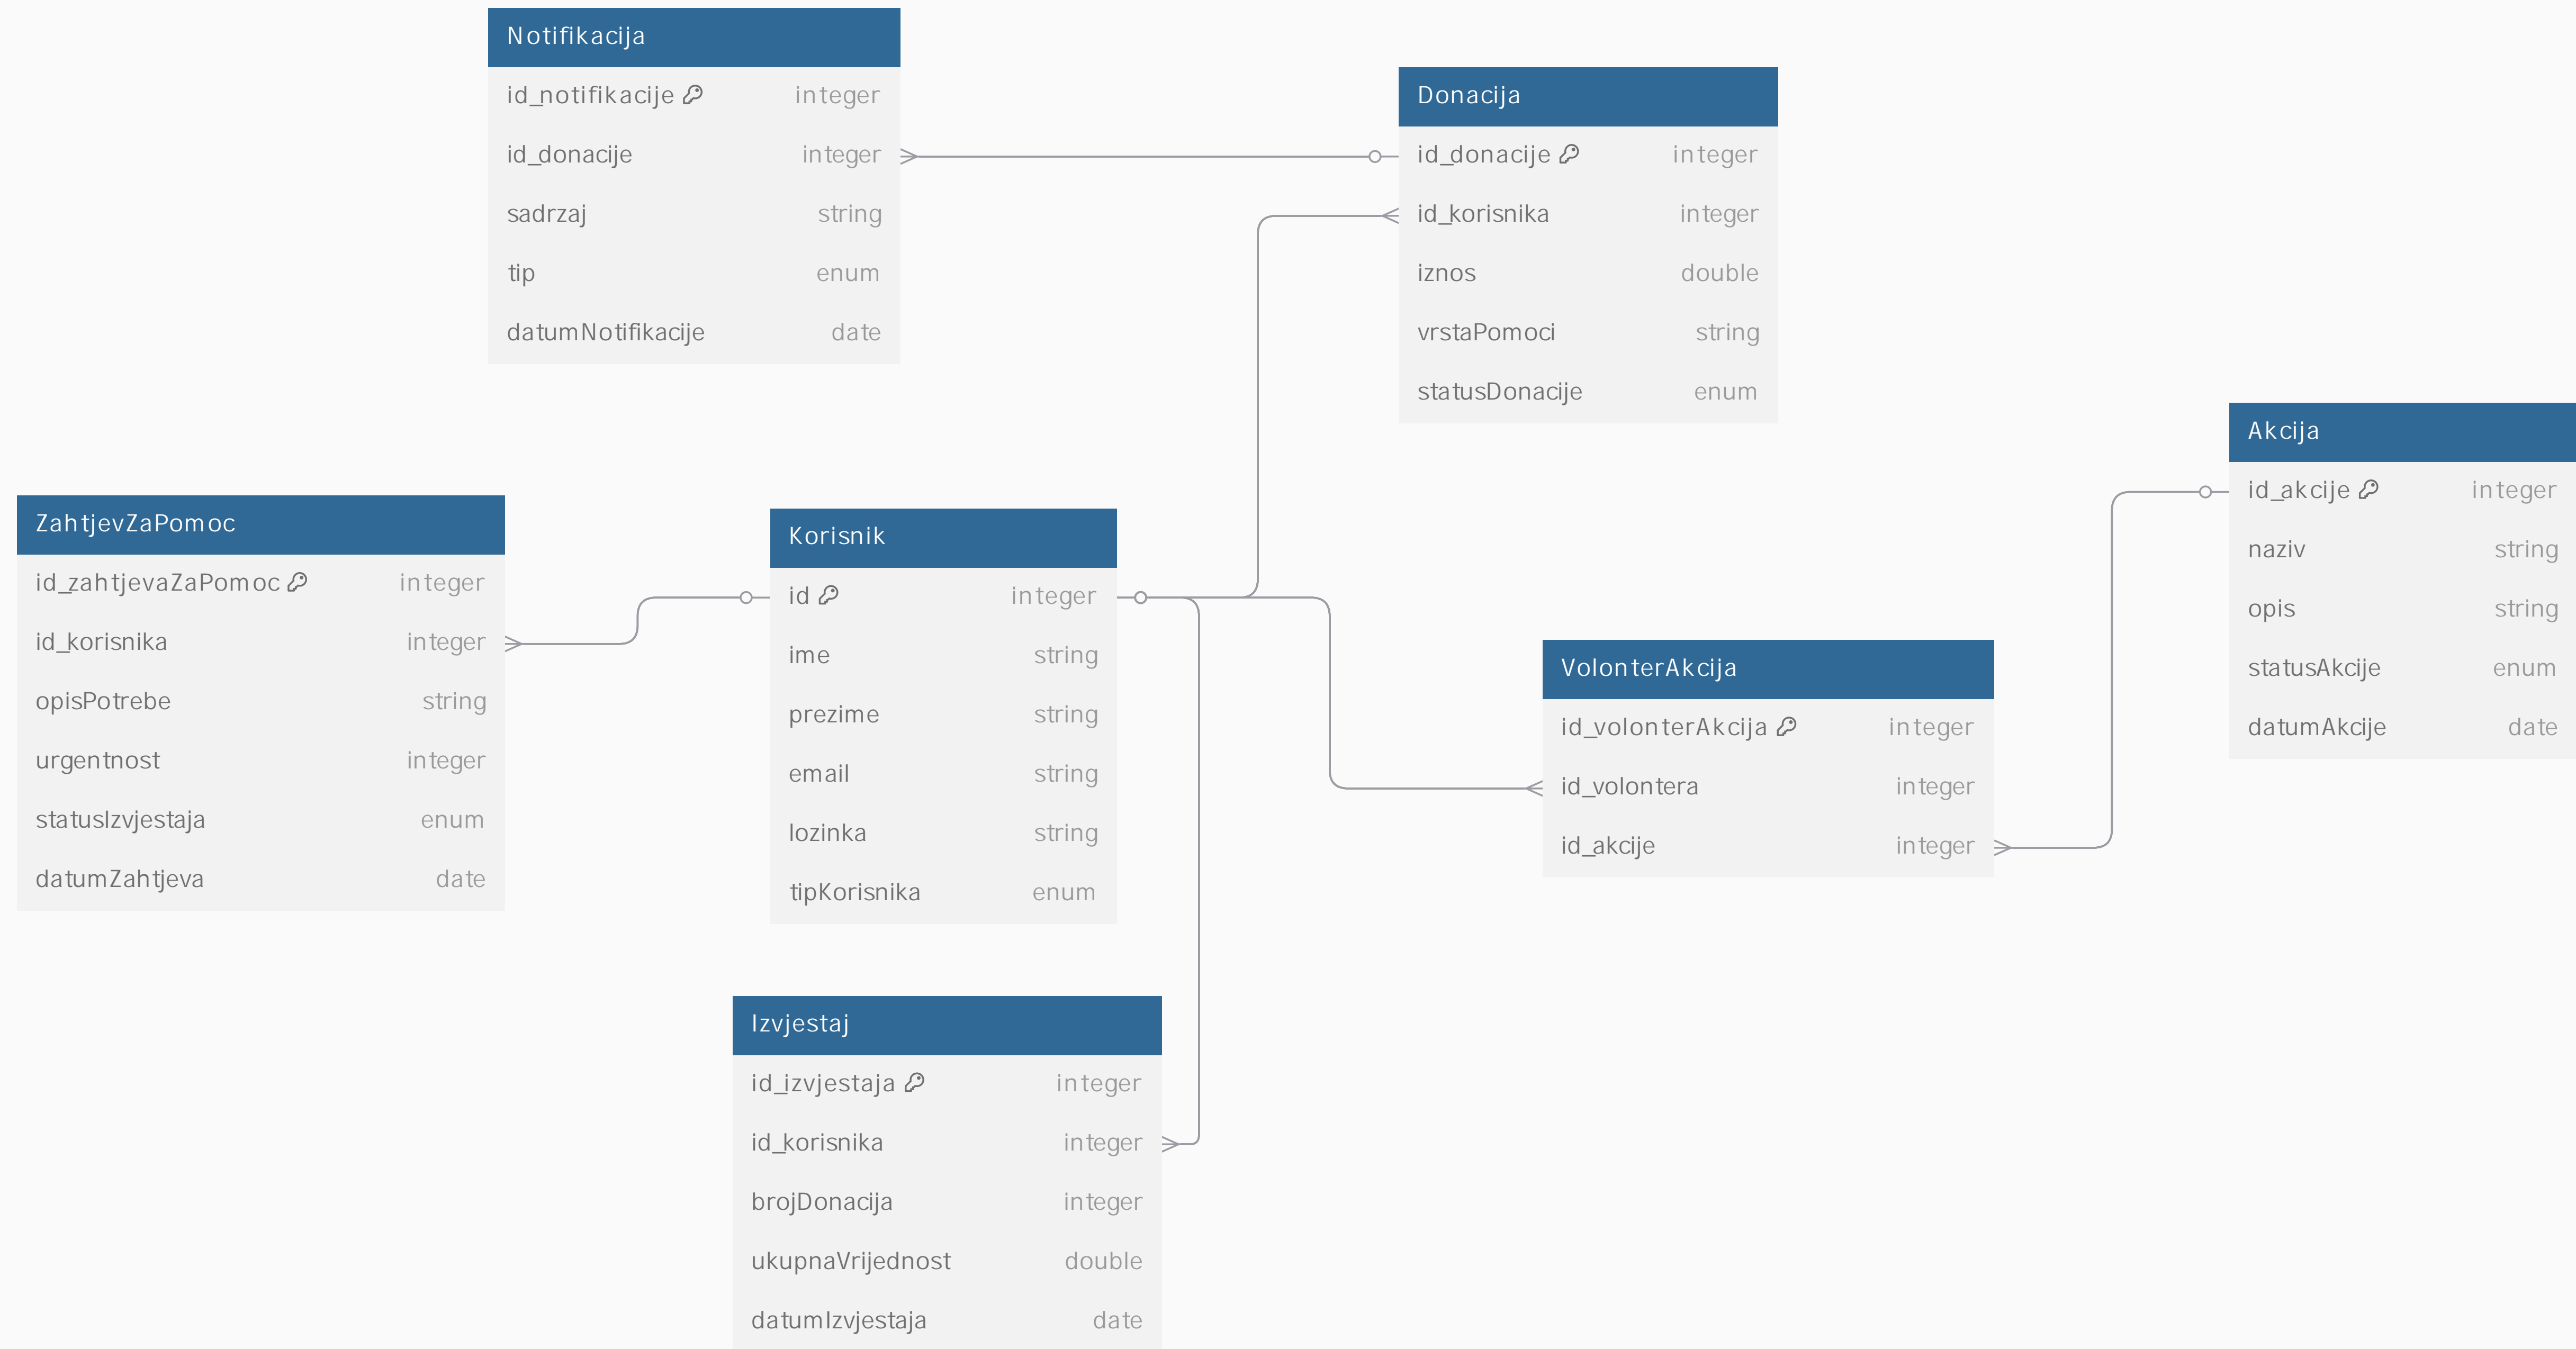 Notifikacija
id_notifikacije integer
id_donacije integer
sadrzaj string
tip enum
datumNotifikacije date
Donacija
id_donacije integer
id_korisnika integer
iznos double
vrstaPomoci string
statusDonacije enum
Akcija
id_akcije integer
naziv string
opis string
statusAkcije enum
datumAkcije date
ZahtjevZaPomoc
id_zahtjevaZaPomoc integer
id_korisnika integer
opisPotrebe string
urgentnost integer
statusIzvjestaja enum
datumZahtjeva date
Korisnik
id integer
ime string
prezime string
email string
lozinka string
tipKorisnika enum
VolonterAkcija
id_volonterAkcija integer
id_volontera integer
id_akcije integer
Izvjestaj
id_izvjestaja integer
id_korisnika integer
brojDonacija integer
ukupnaVrijednost double
datumIzvjestaja date